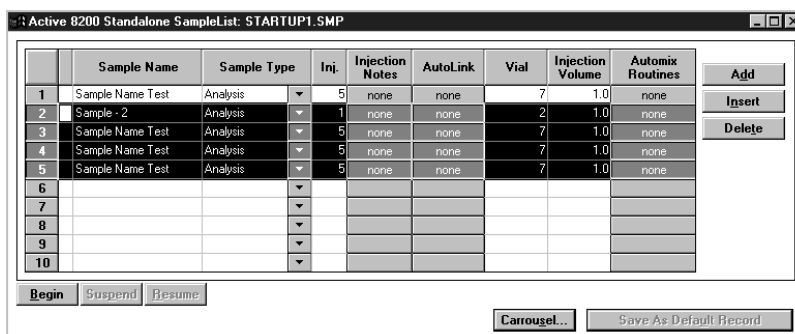 Active 8200 Standalone SampleList: STARTUP1.SMP
Sample Name Sample Type Inj. Injection Notes AutoLink Vial Injection Volume Automix Routines
1 Sample Name Test Analysis 5 none none 7 1.0 none
2 Sample - 2 Analysis 1 none none 2 1.0 none
3 Sample Name Test Analysis 5 none none 7 1.0 none
4 Sample Name Test Analysis 5 none none 7 1.0 none
5 Sample Name Test Analysis 5 none none 7 1.0 none
6
7
8
9
10
Add
Insert
Delete
Begin Suspend Resume
Carrousel... Save As Default Record